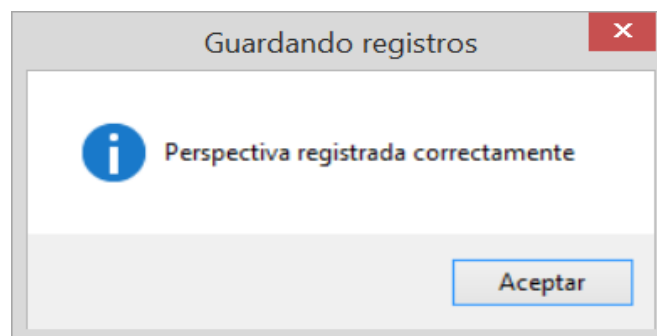 Guardando registros
Perspectiva registrada correctamente
Aceptar